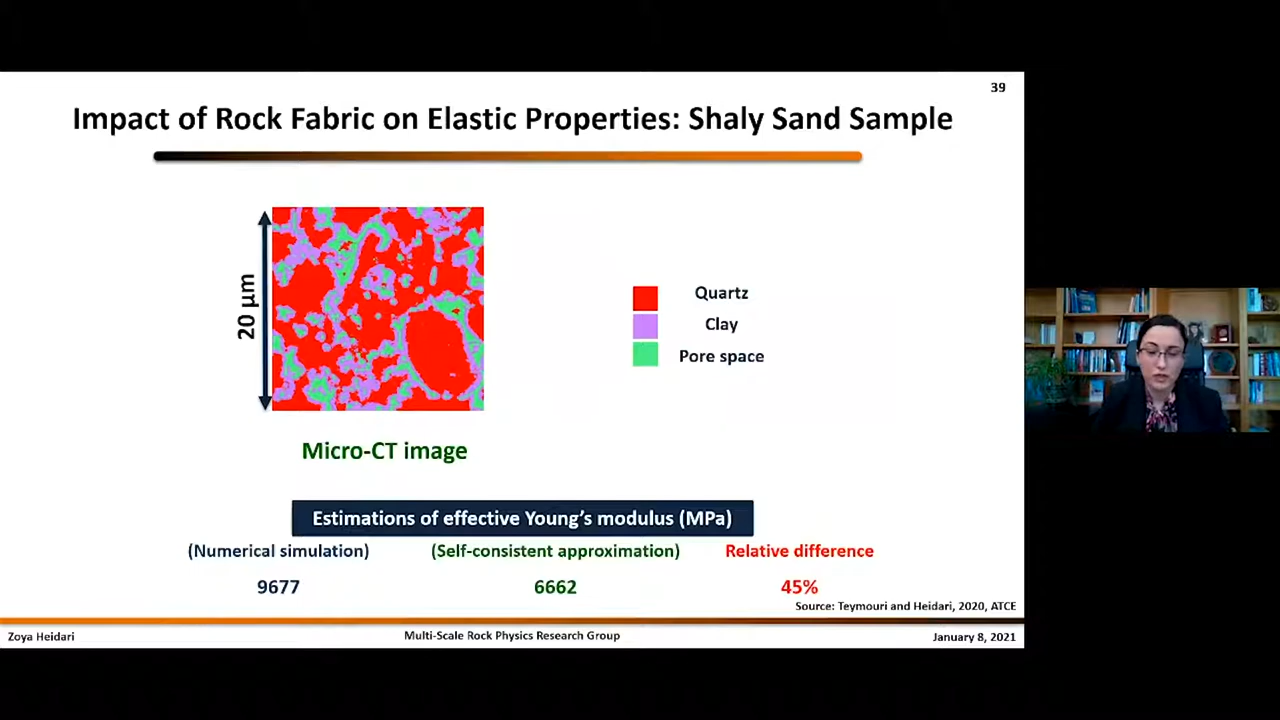 39
Impact of Rock Fabric on Elastic Properties: Shaly Sand Sample
20 µm
Quartz
Clay
Pore space
Micro-CT image
Estimations of effective Young's modulus (MPa)
(Numerical simulation) (Self-consistent approximation) Relative difference
9677 6662 45%
Source: Teymouri and Heidari, 2020, ATCE
Zoya Heidari Multi-Scale Rock Physics Research Group January 8, 2021